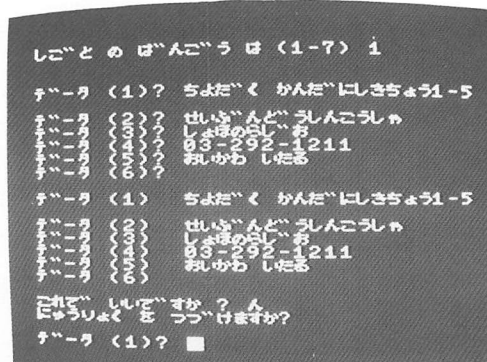 しごと の ばんごう は (1-7) 1
データ (1)? ちよだく かんだにしきちょう1-5
データ (2)? せいぶんどうしんこうしゃ
データ (3)? しょほのらじお
データ (4)? 03-292-1211
データ (5)? おいかわ いたる
データ (6)?
データ (1) ちよだく かんだにしきちょう1-5
データ (2) せいぶんどうしんこうしゃ
データ (3) しょほのらじお
データ (4) 03-292-1211
データ (5) おいかわ いたる
データ (6)
これで いいですか ? ん
にゅうりょく を つづけますか?
データ (1)?